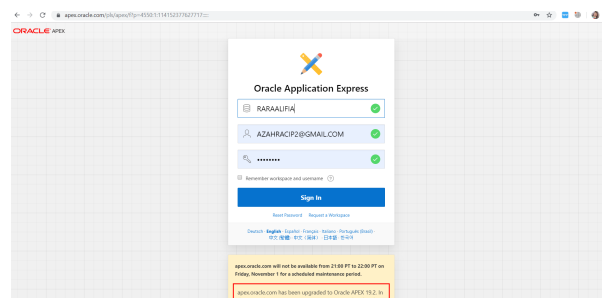 apex.oracle.com/pls/apex/f?p=4550:1:114152377627717:::::
ORACLE APEX
Oracle Application Express
RARAALIFIA
AZAHRACIP2@GMAIL.COM
••••••••
Remember workspace and username
Sign In
Reset Password Request a Workspace
Deutsch · English · Español · Français · Italiano · Português (Brasil) ·
中文 (繁體) · 中文 (简体) · 日本語 · 한국어
apex.oracle.com will not be available from 21:00 PT to 22:00 PT on
Friday, November 1 for a scheduled maintenance period.
apex.oracle.com has been upgraded to Oracle APEX 19.2. In